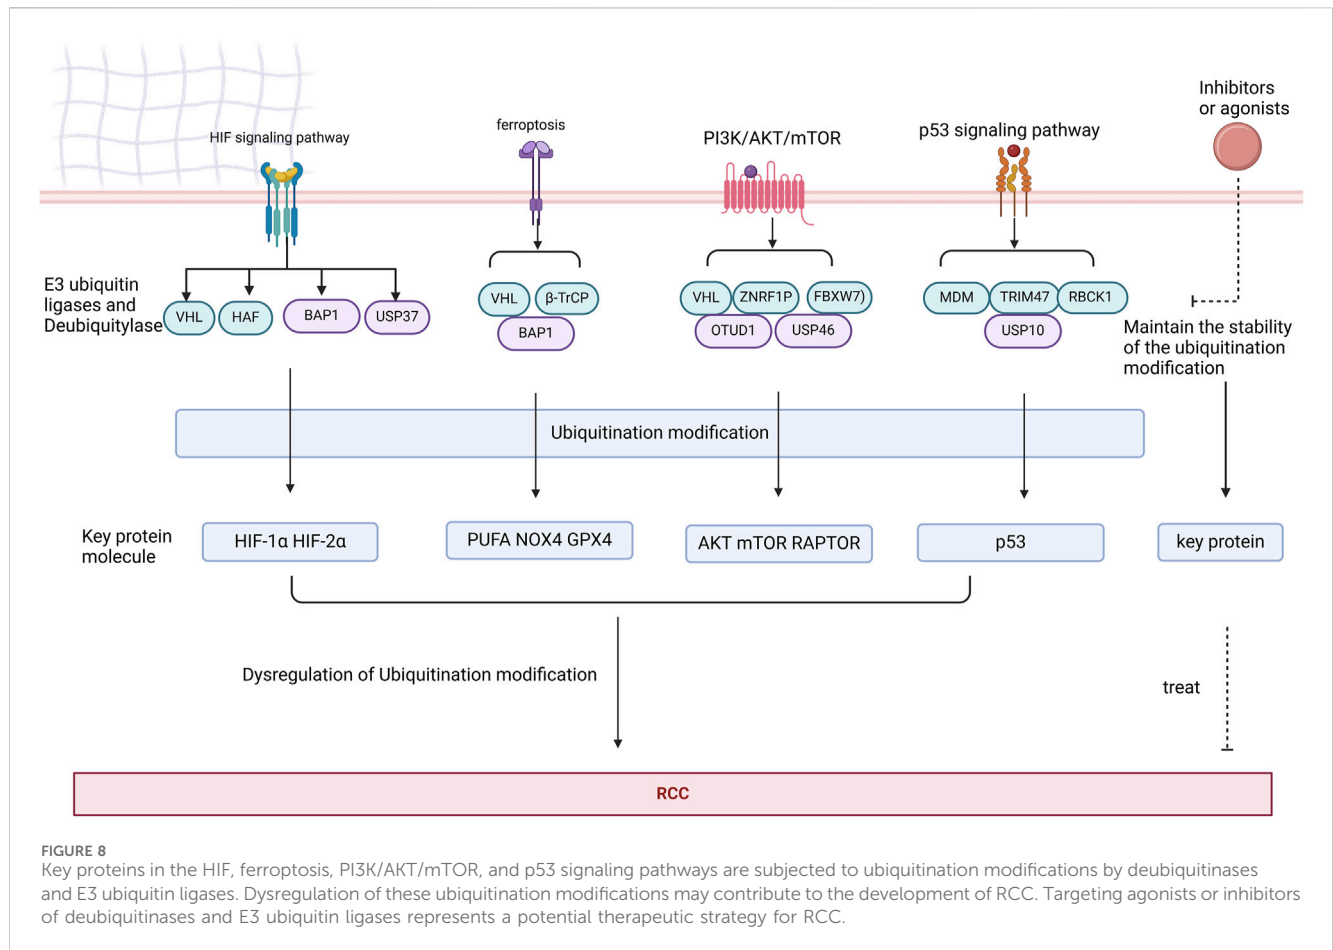 Inhibitors
or agonists
HIF signaling pathway
ferroptosis
PI3K/AKT/mTOR
p53 signaling pathway
E3 ubiquitin
ligases and
Deubiquitylase
VHL
HAF
BAP1
USP37
VHL
β-TrCP
BAP1
VHL
ZNRF1P
FBXW7)
OTUD1
USP46
MDM
TRIM47
RBCK1
USP10
Maintain the stability
of the ubiquitination
modification
Ubiquitination modification
Key protein
molecule
HIF-1α HIF-2α
PUFA NOX4 GPX4
AKT mTOR RAPTOR
p53
key protein
Dysregulation of Ubiquitination modification
treat
RCC
FIGURE 8
Key proteins in the HIF, ferroptosis, PI3K/AKT/mTOR, and p53 signaling pathways are subjected to ubiquitination modifications by deubiquitinases
and E3 ubiquitin ligases. Dysregulation of these ubiquitination modifications may contribute to the development of RCC. Targeting agonists or inhibitors
of deubiquitinases and E3 ubiquitin ligases represents a potential therapeutic strategy for RCC.